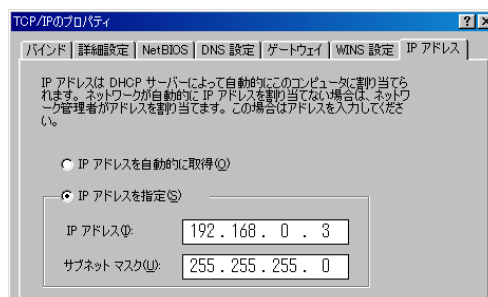 TCP/IPのプロパティ
バインド 詳細設定 NetBIOS DNS 設定 ゲートウェイ WINS 設定 IP アドレス
IP アドレスは DHCP サーバーによって自動的にこのコンピュータに割り当てら
れます。ネットワークが自動的に IP アドレスを割り当てない場合は、ネットワ
ーク管理者がアドレスを割り当てます。この場合はアドレスを入力してくださ
い。
IP アドレスを自動的に取得(O)
IP アドレスを指定(S)
IP アドレス(I): 192.168. 0 . 3
サブネット マスク(U): 255.255.255. 0